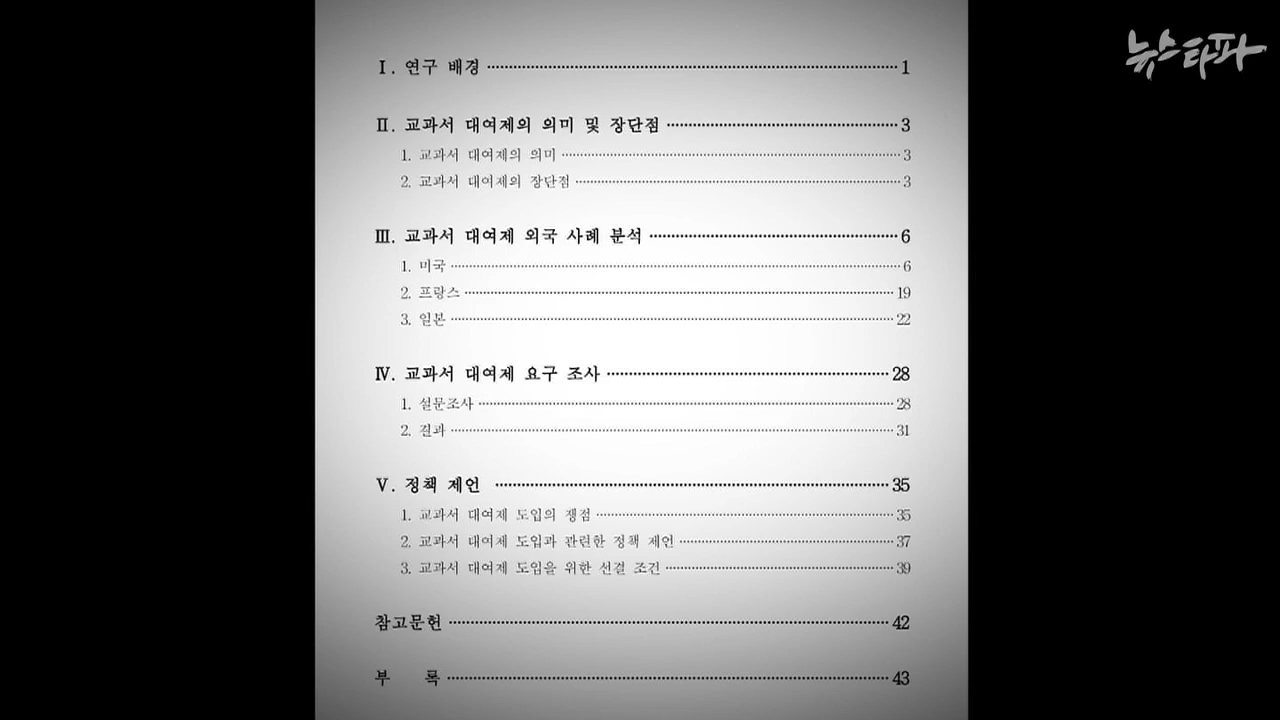 뉴스타파
Ⅰ. 연구 배경 1
Ⅱ. 교과서 대여제의 의미 및 장단점 3
1. 교과서 대여제의 의미 3
2. 교과서 대여제의 장단점 3
Ⅲ. 교과서 대여제 외국 사례 분석 6
1. 미국 6
2. 프랑스 19
3. 일본 22
Ⅳ. 교과서 대여제 요구 조사 28
1. 설문조사 28
2. 결과 31
Ⅴ. 정책 제언 35
1. 교과서 대여제 도입의 쟁점 35
2. 교과서 대여제 도입과 관련한 정책 제언 37
3. 교과서 대여제 도입을 위한 선결 조건 39
참고문헌 42
부 록 43